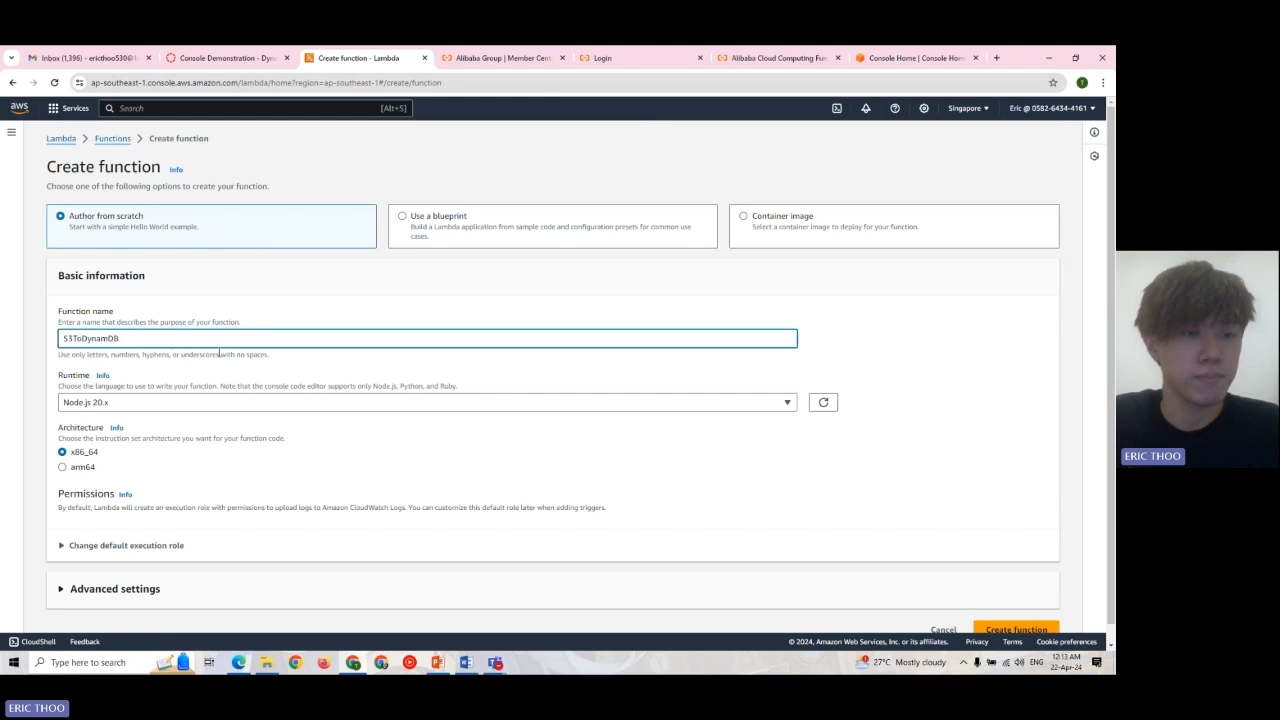 Inbox (1,396) - ericthoo530@
Console Demonstration - Dyna
Create function - Lambda
Alibaba Group | Member Cent
Login
Alibaba Cloud Computing Fun
Console Home | Console Hom
ap-southeast-1.console.aws.amazon.com/lambda/home?region=ap-southeast-1#/create/function
T
aws
Services
Search
[Alt+S]
Singapore
Eric @ 0582-6434-4161
Lambda
Functions
Create function
Create function Info
Choose one of the following options to create your function.
Author from scratch
Start with a simple Hello World example.
Use a blueprint
Build a Lambda application from sample code and configuration presets for common use
cases.
Container image
Select a container image to deploy for your function.
Basic information
Function name
Enter a name that describes the purpose of your function.
S3ToDynamDB
Use only letters, numbers, hyphens, or underscores with no spaces.
Runtime Info
Choose the language to use to write your function. Note that the console code editor supports only Node.js, Python, and Ruby.
Node.js 20.x
Architecture Info
Choose the instruction set architecture you want for your function code.
x86_64
arm64
Permissions Info
By default, Lambda will create an execution role with permissions to upload logs to Amazon CloudWatch Logs. You can customize this default role later when adding triggers.
Change default execution role
Advanced settings
Cancel
Create function
CloudShell
Feedback
© 2024, Amazon Web Services, Inc. or its affiliates.
Privacy
Terms
Cookie preferences
Type here to search
27°C Mostly cloudy
ENG
12:13 AM
22-Apr-24
ERIC THOO
ERIC THOO